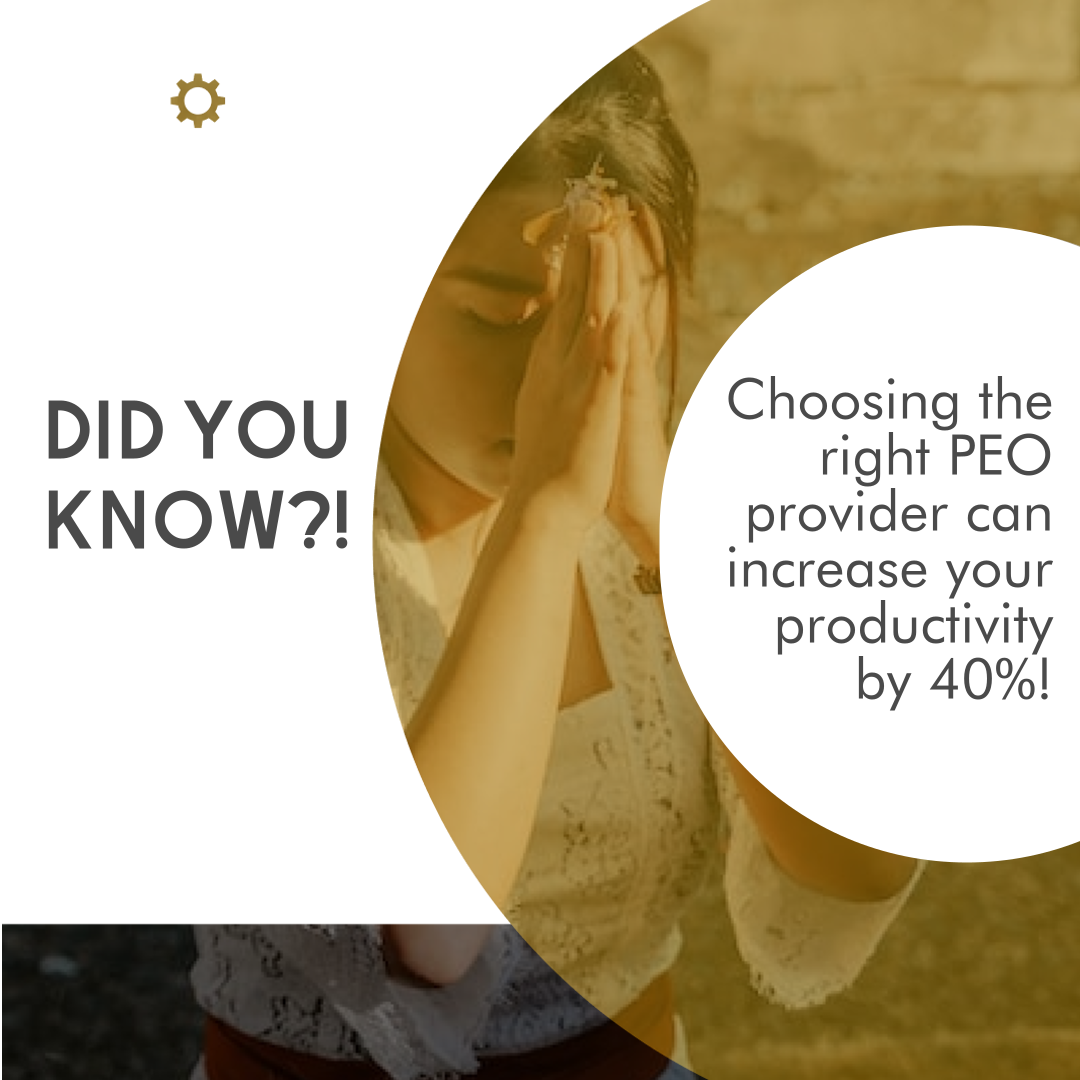 DID YOU
KNOW?!
Choosing the
right PEO
provider can
increase your
productivity
by 40%!